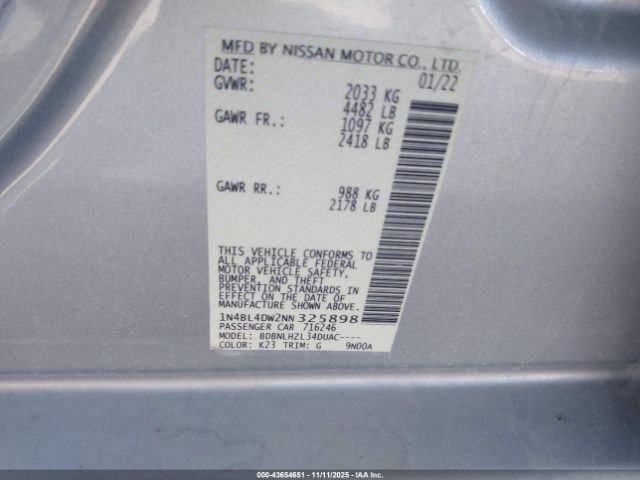 MFD BY NISSAN MOTOR CO., LTD.
DATE: 01/22
GVWR: 2033 KG
4482 LB
GAWR FR.: 1097 KG
2418 LB
GAWR RR.: 988 KG
2178 LB
THIS VEHICLE CONFORMS TO
ALL APPLICABLE FEDERAL
MOTOR VEHICLE SAFETY,
BUMPER, AND THEFT
PREVENTION STANDARDS IN
EFFECT ON THE DATE OF
MANUFACTURE SHOWN ABOVE.
1N4BL4DW2NN325898
PASSENGER CAR 716246
MODEL: BDBNLHZL34DUAC----
COLOR: K23 TRIM: G 9N00A
000-43654651 - 11/11/2025 - IAAI.CA